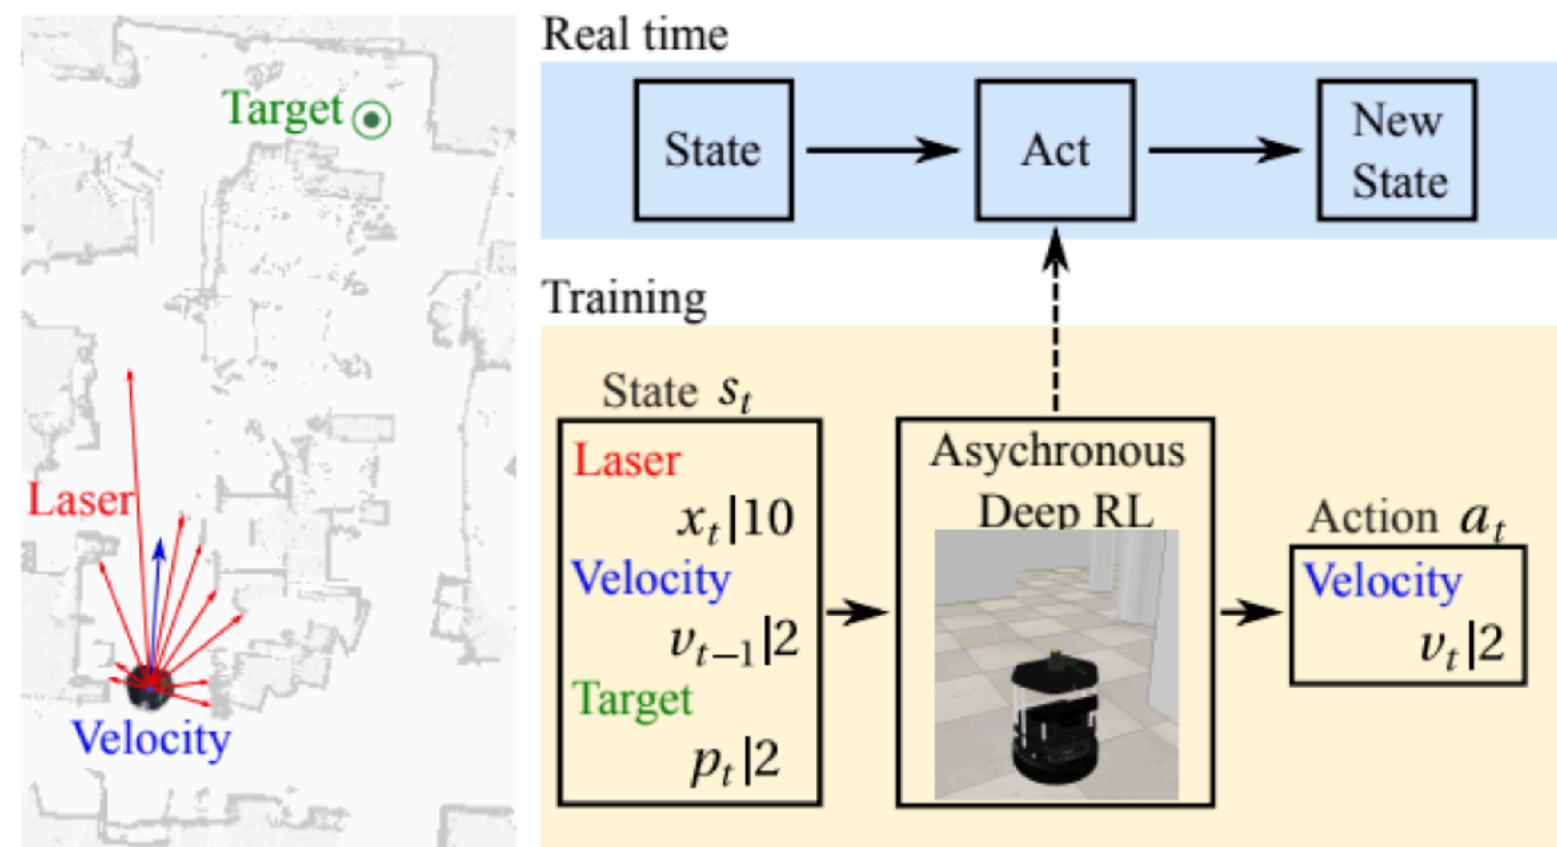 Target
Laser
Velocity
Real time
State
Act
New
State
Training
State s_t
Laser
x_t|10
Velocity
v_{t−1}|2
Target
p_t|2
Asychronous
Deep RL
Action a_t
Velocity
v_t|2